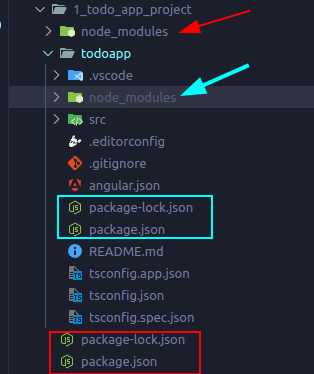 1_todo_app_project
node_modules
todoapp
.vscode
node_modules
src
.editorconfig
.gitignore
angular.json
package-lock.json
package.json
README.md
tsconfig.app.json
tsconfig.json
tsconfig.spec.json
package-lock.json
package.json